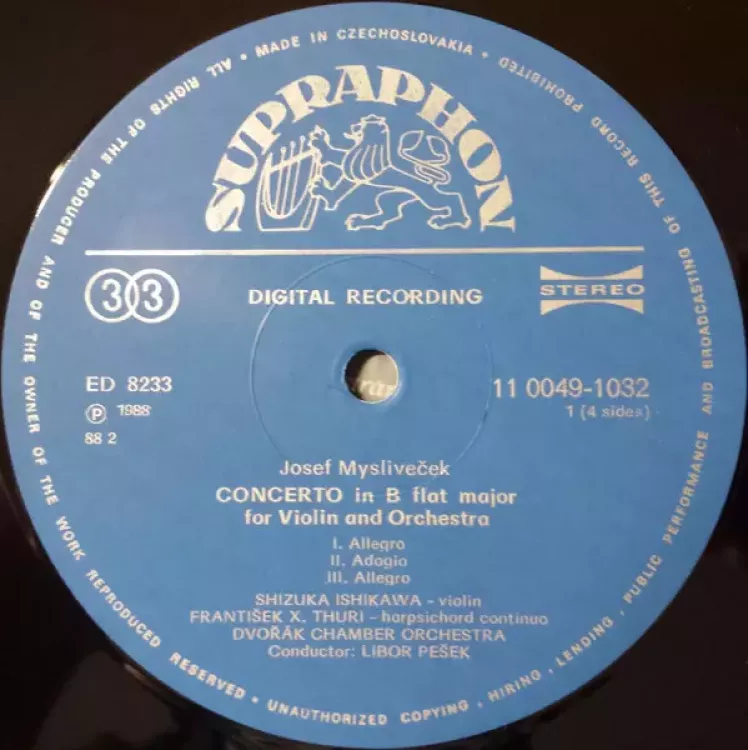 ALL RIGHTS OF THE PRODUCER AND OF THE OWNER OF THE WORK REPRODUCED RESERVED • UNAUTHORIZED COPYING, HIRING, LENDING, PUBLIC PERFORMANCE AND BROADCASTING OF THIS RECORD PROHIBITED • MADE IN CZECHOSLOVAKIA •
SUPRAPHON
33
DIGITAL RECORDING
STEREO
ED 8233
11 0049-1032
℗ 1988
1 (4 sides)
88 2
Josef Mysliveček
CONCERTO in B flat major
for Violin and Orchestra
I. Allegro
II. Adagio
III. Allegro
SHIZUKA ISHIKAWA - violin
FRANTIŠEK X. THURI - harpsichord continuo
DVOŘÁK CHAMBER ORCHESTRA
Conductor: LIBOR PEŠEK